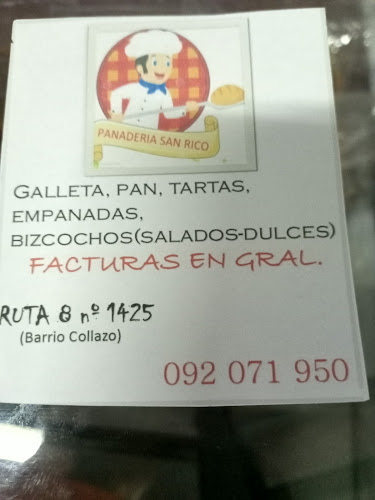 PANADERIA SAN RICO
GALLETA, PAN, TARTAS,
EMPANADAS,
BIZCOCHOS(SALADOS-DULCES)
FACTURAS EN GRAL.
RUTA 8 nº 1425
(Barrio Collazo)
092 071 950